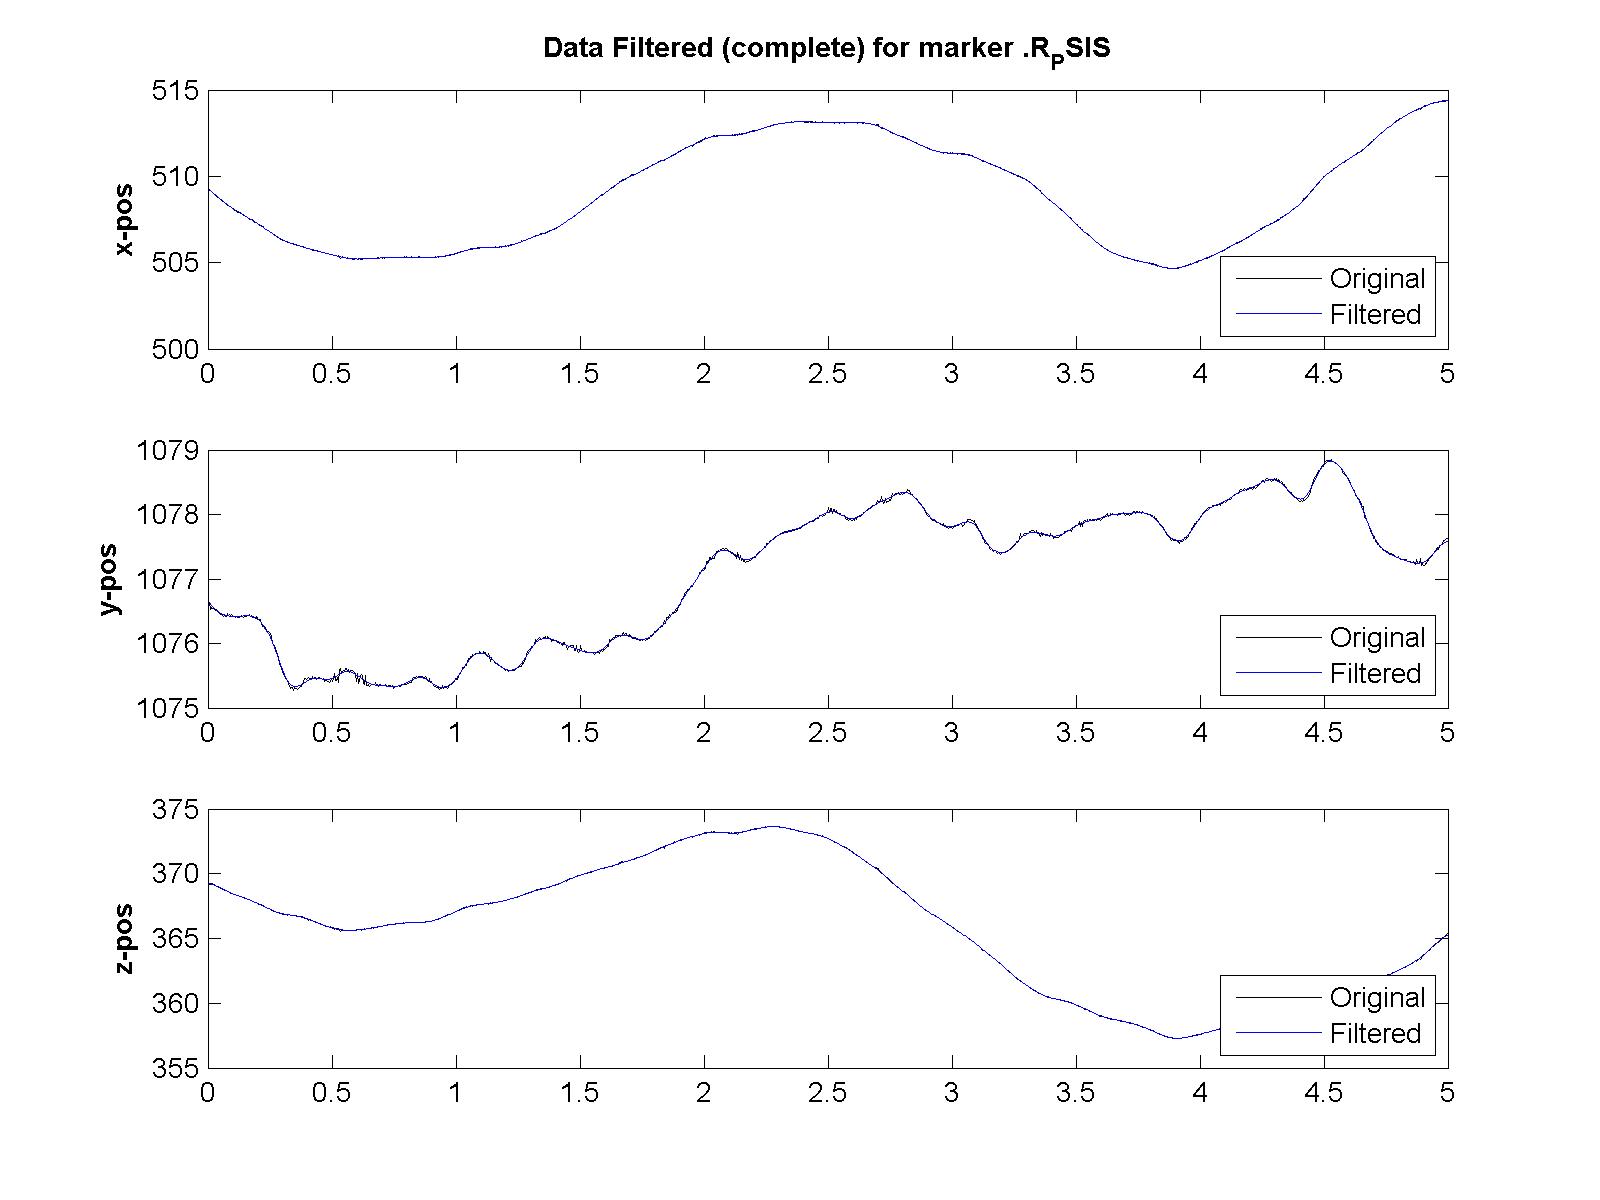 Data Filtered (complete) for marker .RPSIS
515
510
505
500
x-pos
0 0.5 1 1.5 2 2.5 3 3.5 4 4.5 5
Original
Filtered
1079
1078
1077
1076
1075
y-pos
0 0.5 1 1.5 2 2.5 3 3.5 4 4.5 5
Original
Filtered
375
370
365
360
355
z-pos
0 0.5 1 1.5 2 2.5 3 3.5 4 4.5 5
Original
Filtered